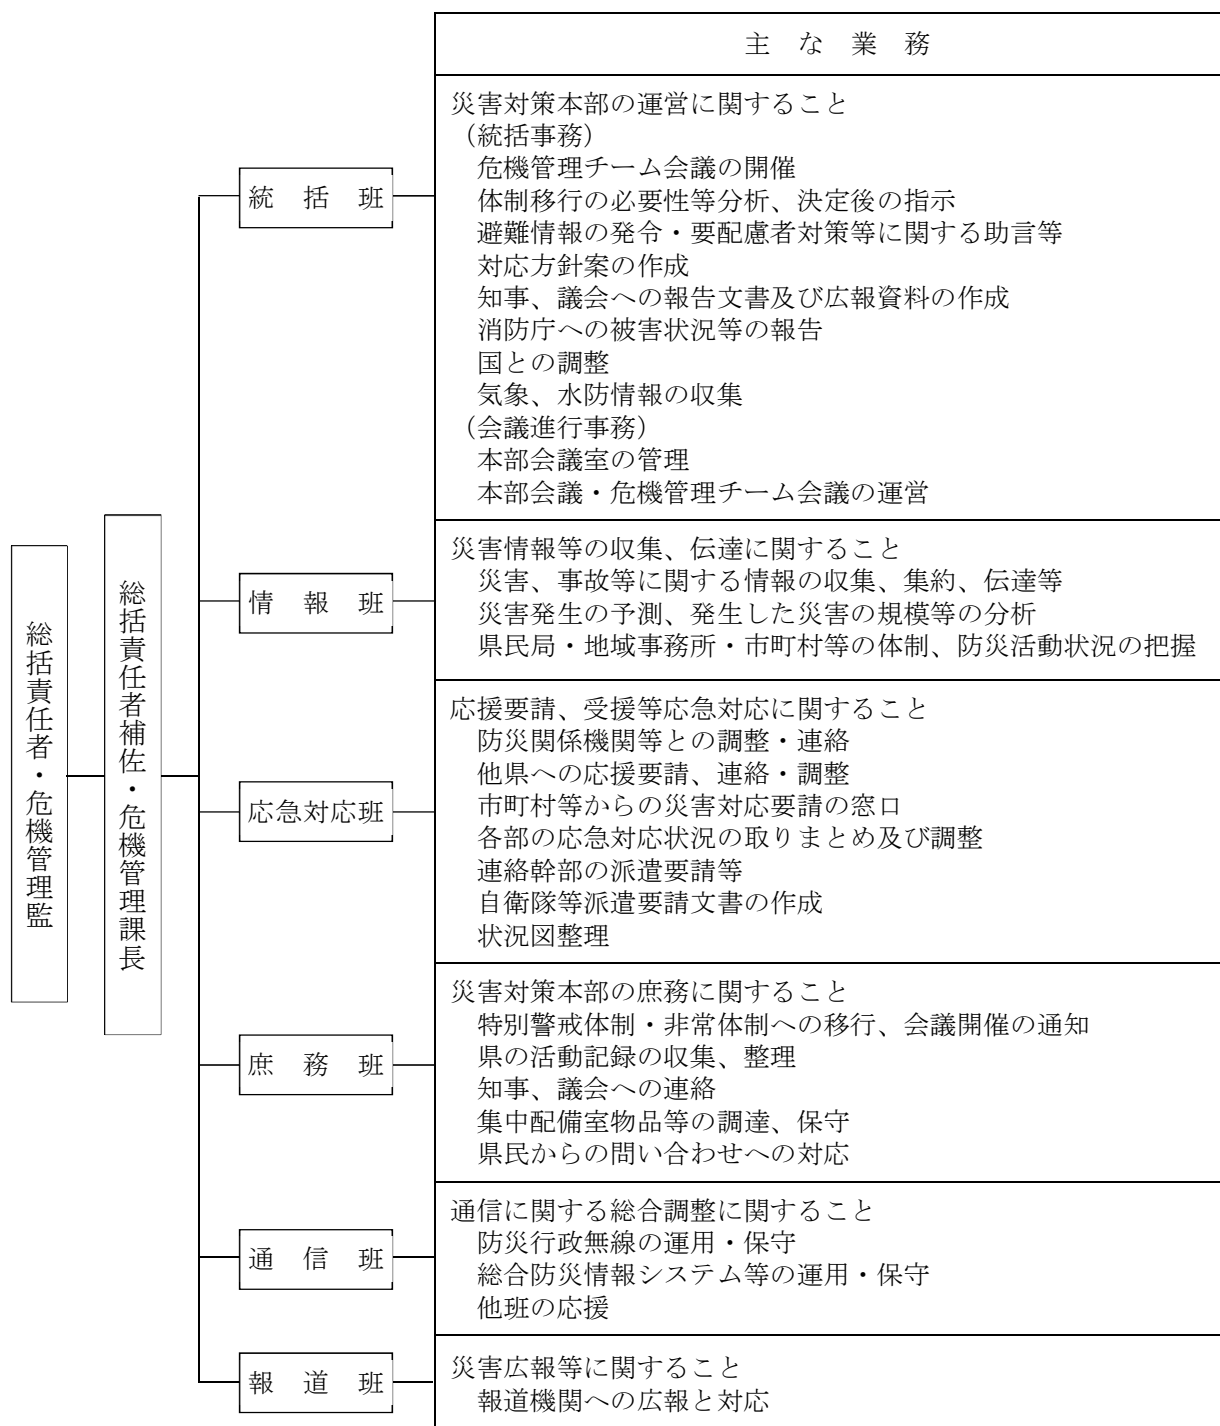 主な業務
総括責任者・危機管理監
総括責任者補佐・危機管理課長
統括班
災害対策本部の運営に関すること
（統括事務）
危機管理チーム会議の開催
体制移行の必要性等分析、決定後の指示
避難情報の発令・要配慮者対策等に関する助言等
対応方針案の作成
知事、議会への報告文書及び広報資料の作成
消防庁への被害状況等の報告
国との調整
気象、水防情報の収集
（会議進行事務）
本部会議室の管理
本部会議・危機管理チーム会議の運営
情報班
災害情報等の収集、伝達に関すること
災害、事故等に関する情報の収集、集約、伝達等
災害発生の予測、発生した災害の規模等の分析
県民局・地域事務所・市町村等の体制、防災活動状況の把握
応急対応班
応援要請、受援等応急対応に関すること
防災関係機関等との調整・連絡
他県への応援要請、連絡・調整
市町村等からの災害対応要請の窓口
各部の応急対応状況の取りまとめ及び調整
連絡幹部の派遣要請等
自衛隊等派遣要請文書の作成
状況図整理
庶務班
災害対策本部の庶務に関すること
特別警戒体制・非常体制への移行、会議開催の通知
県の活動記録の収集、整理
知事、議会への連絡
集中配備室物品等の調達、保守
県民からの問い合わせへの対応
通信班
通信に関する総合調整に関すること
防災行政無線の運用・保守
総合防災情報システム等の運用・保守
他班の応援
報道班
災害広報等に関すること
報道機関への広報と対応